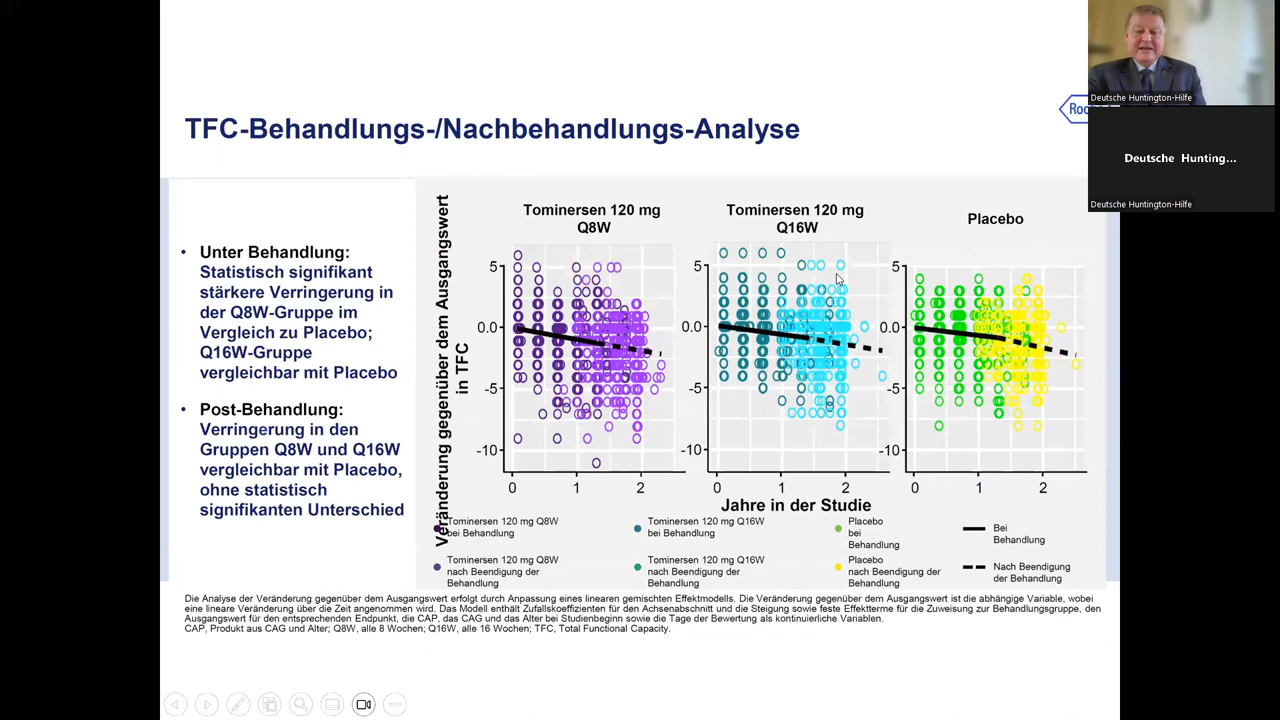 TFC-Behandlungs-/Nachbehandlungs-Analyse
Deutsche Huntington-Hilfe
Deutsche Hunting...
Deutsche Huntington-Hilfe
• Unter Behandlung:
Statistisch signifikant
stärkere Verringerung in
der Q8W-Gruppe im
Vergleich zu Placebo;
Q16W-Gruppe
vergleichbar mit Placebo
• Post-Behandlung:
Verringerung in den
Gruppen Q8W und Q16W
vergleichbar mit Placebo,
ohne statistisch
signifikanten Unterschied
Veränderung gegenüber dem Ausgangswert
in TFC
Tominersen 120 mg
Q8W
5
0.0
-5
-10
0 1 2
Tominersen 120 mg
Q16W
5
0.0
-5
-10
0 1 2
Placebo
5
0.0
-5
-10
0 1 2
Jahre in der Studie
Tominersen 120 mg Q8W
bei Behandlung
Tominersen 120 mg Q16W
bei Behandlung
Placebo
bei
Behandlung
Bei
Behandlung
Tominersen 120 mg Q8W
nach Beendigung der
Behandlung
Tominersen 120 mg Q16W
nach Beendigung der
Behandlung
Placebo
nach Beendigung der
Behandlung
Nach Beendigung
der Behandlung
Die Analyse der Veränderung gegenüber dem Ausgangswert erfolgt durch Anpassung eines linearen gemischten Effektmodells. Die Veränderung gegenüber dem Ausgangswert ist die abhängige Variable, wobei
eine lineare Veränderung über die Zeit angenommen wird. Das Modell enthält Zufallskoeffizienten für den Achsenabschnitt und die Steigung sowie feste Effektterme für die Zuweisung zur Behandlungsgruppe, den
Ausgangswert für den entsprechenden Endpunkt, die CAP, das CAG und das Alter bei Studienbeginn sowie die Tage der Bewertung als kontinuierliche Variablen.
CAP, Produkt aus CAG und Alter; Q8W, alle 8 Wochen; Q16W, alle 16 Wochen; TFC, Total Functional Capacity.